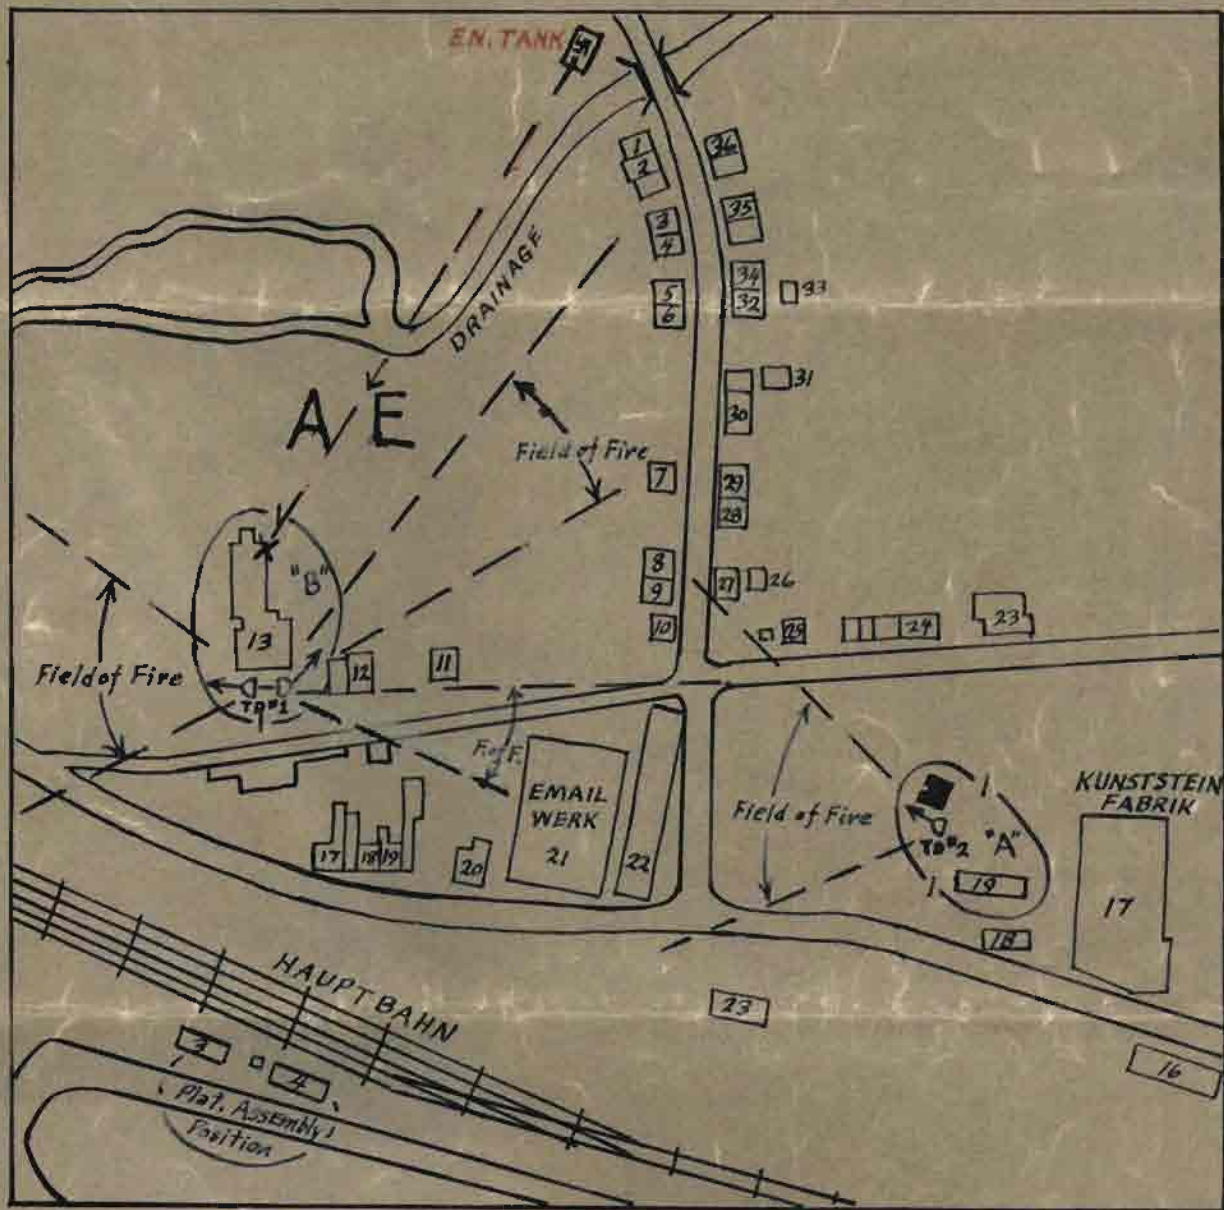 EN. TANK
1
2
36
3
4
35
DRAINAGE
34
32
33
5
6
31
30
A/E
Field of Fire
7
29
28
"B"
8
9
27
26
10
25
24
23
13
12
11
Field of Fire
TD#1
F. of F.
EMAIL
WERK
21
22
Field of Fire
KUNSTSTEIN
FABRIK
TD#2
"A"
17
18
19
20
19
17
18
HAUPTBAHN
23
16
3
4
Plat. Assembly
Position